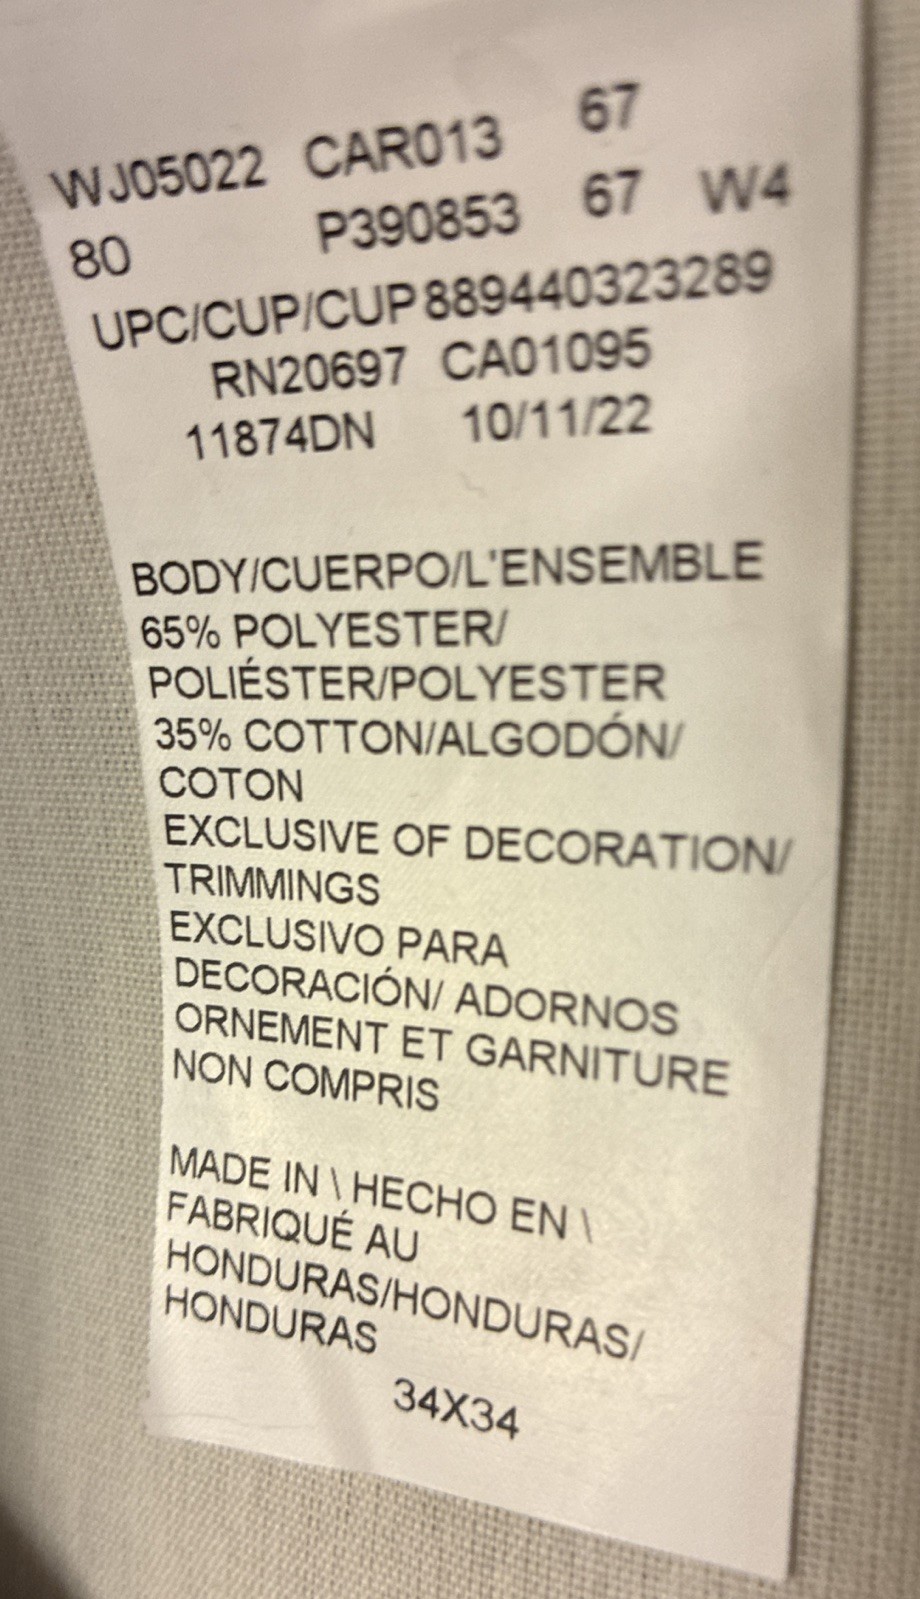 WJ05022 CAR013 67
80 P390853 67 W4
UPC/CUP/CUP 889440323289
RN20697 CA01095
11874DN 10/11/22
BODY/CUERPO/L'ENSEMBLE
65% POLYESTER/
POLIÉSTER/POLYESTER
35% COTTON/ALGODÓN/
COTON
EXCLUSIVE OF DECORATION/
TRIMMINGS
EXCLUSIVO PARA
DECORACIÓN/ ADORNOS
ORNEMENT ET GARNITURE
NON COMPRIS
MADE IN \ HECHO EN \
FABRIQUÉ AU
HONDURAS/HONDURAS/
HONDURAS
34X34